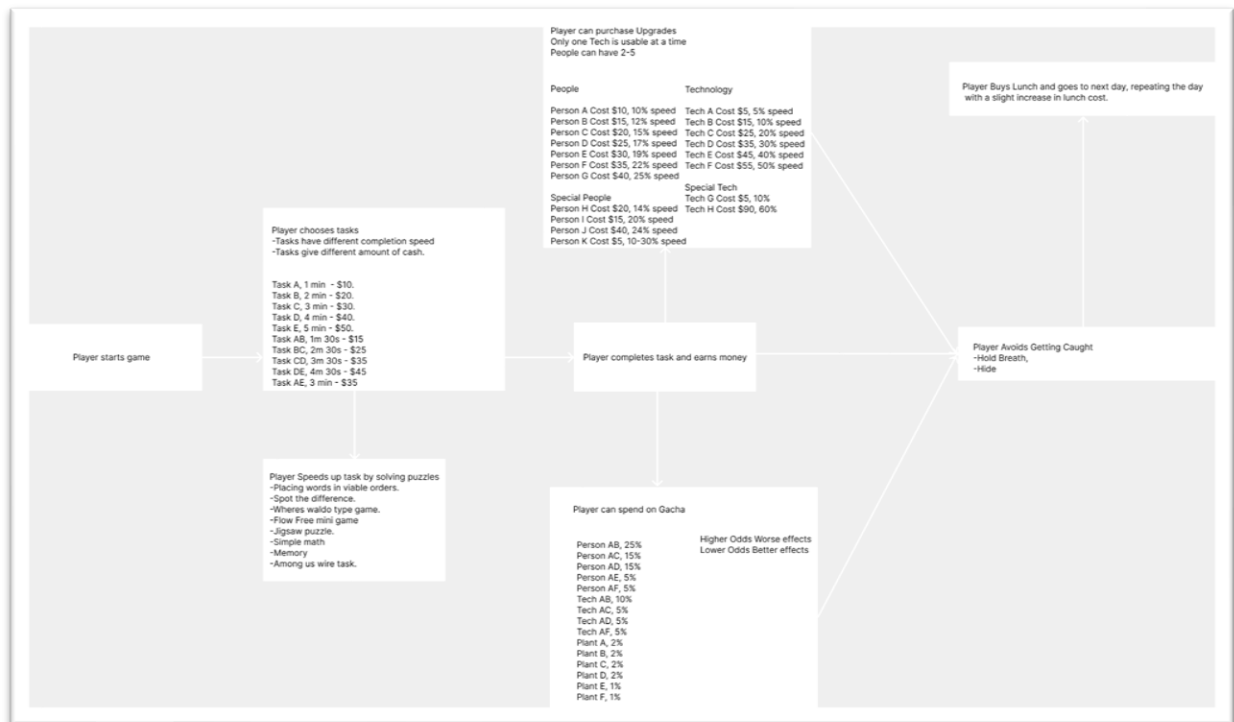 Player starts game
Player chooses tasks
-Tasks have different completion speed
-Tasks give different amount of cash.
Task A, 1 min - $10.
Task B, 2 min - $20.
Task C, 3 min - $30.
Task D, 4 min - $40.
Task E, 5 min - $50.
Task AB, 1m 30s - $15
Task BC, 2m 30s - $25
Task CD, 3m 30s - $35
Task DE, 4m 30s - $45
Task AE, 3 min - $35
Player Speeds up task by solving puzzles
-Placing words in viable orders.
-Spot the difference.
-Wheres waldo type game.
-Flow Free mini game
-Jigsaw puzzle.
-Simple math
-Memory
-Among us wire task.
Player can purchase Upgrades
Only one Tech is usable at a time
People can have 2-5
People
Person A Cost $10, 10% speed
Person B Cost $15, 12% speed
Person C Cost $20, 15% speed
Person D Cost $25, 17% speed
Person E Cost $30, 19% speed
Person F Cost $35, 22% speed
Person G Cost $40, 25% speed
Special People
Person H Cost $20, 14% speed
Person I Cost $15, 20% speed
Person J Cost $40, 24% speed
Person K Cost $5, 10-30% speed
Technology
Tech A Cost $5, 5% speed
Tech B Cost $15, 10% speed
Tech C Cost $25, 20% speed
Tech D Cost $35, 30% speed
Tech E Cost $45, 40% speed
Tech F Cost $55, 50% speed
Special Tech
Tech G Cost $5, 10%
Tech H Cost $90, 60%
Player completes task and earns money
Player can spend on Gacha
Person AB, 25%
Person AC, 15%
Person AD, 15%
Person AE, 5%
Person AF, 5%
Tech AB, 10%
Tech AC, 5%
Tech AD, 5%
Tech AF, 5%
Plant A, 2%
Plant B, 2%
Plant C, 2%
Plant D, 2%
Plant E, 1%
Plant F, 1%
Higher Odds Worse effects
Lower Odds Better effects
Player Avoids Getting Caught
-Hold Breath,
-Hide
Player Buys Lunch and goes to next day, repeating the day
with a slight increase in lunch cost.